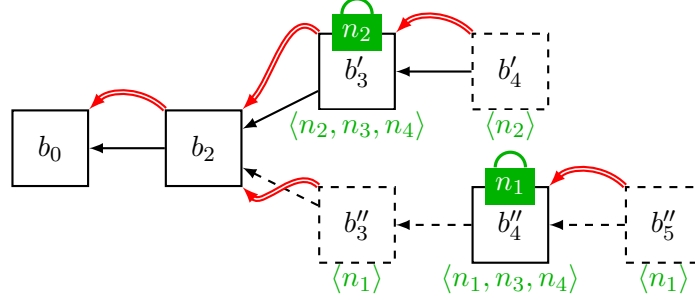 n₂
b′₃ b′₄
⟨n₂, n₃, n₄⟩ ⟨n₂⟩
b₀ b₂
n₁
b″₃ b″₄ b″₅
⟨n₁⟩ ⟨n₁, n₃, n₄⟩ ⟨n₁⟩